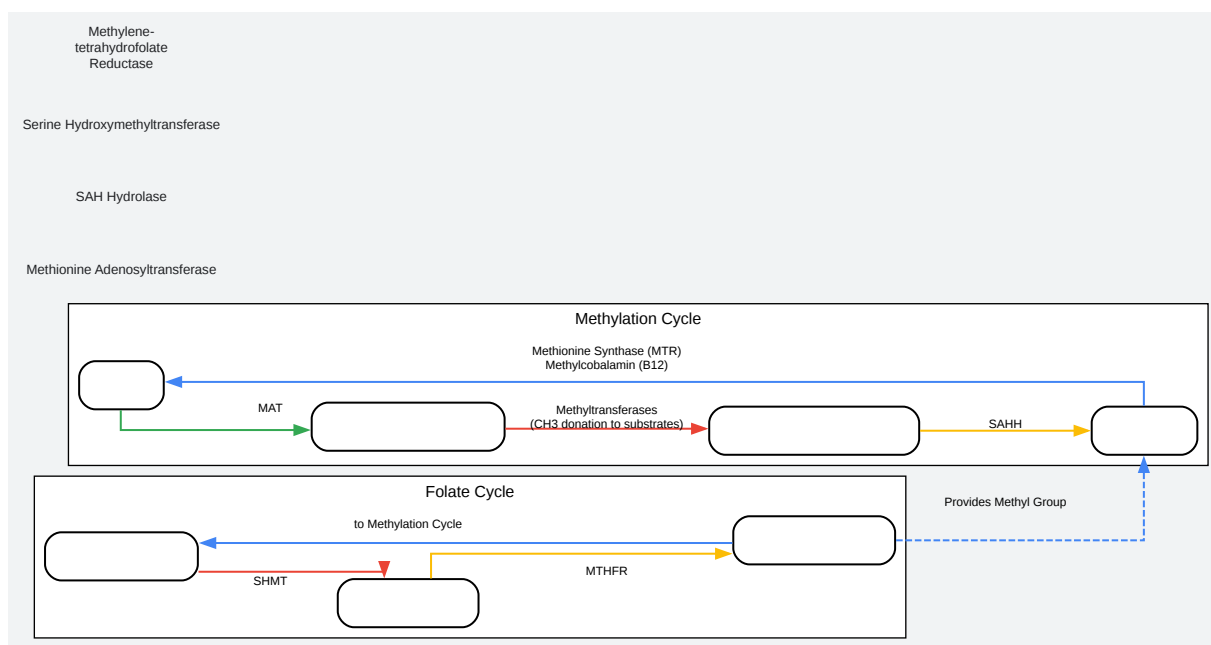 Methylene-
tetrahydrofolate
Reductase
Serine Hydroxymethyltransferase
SAH Hydrolase
Methionine Adenosyltransferase
Methylation Cycle
Methionine Synthase (MTR)
Methylcobalamin (B12)
MAT
Methyltransferases
(CH3 donation to substrates)
SAHH
Folate Cycle
to Methylation Cycle
Provides Methyl Group
SHMT
MTHFR